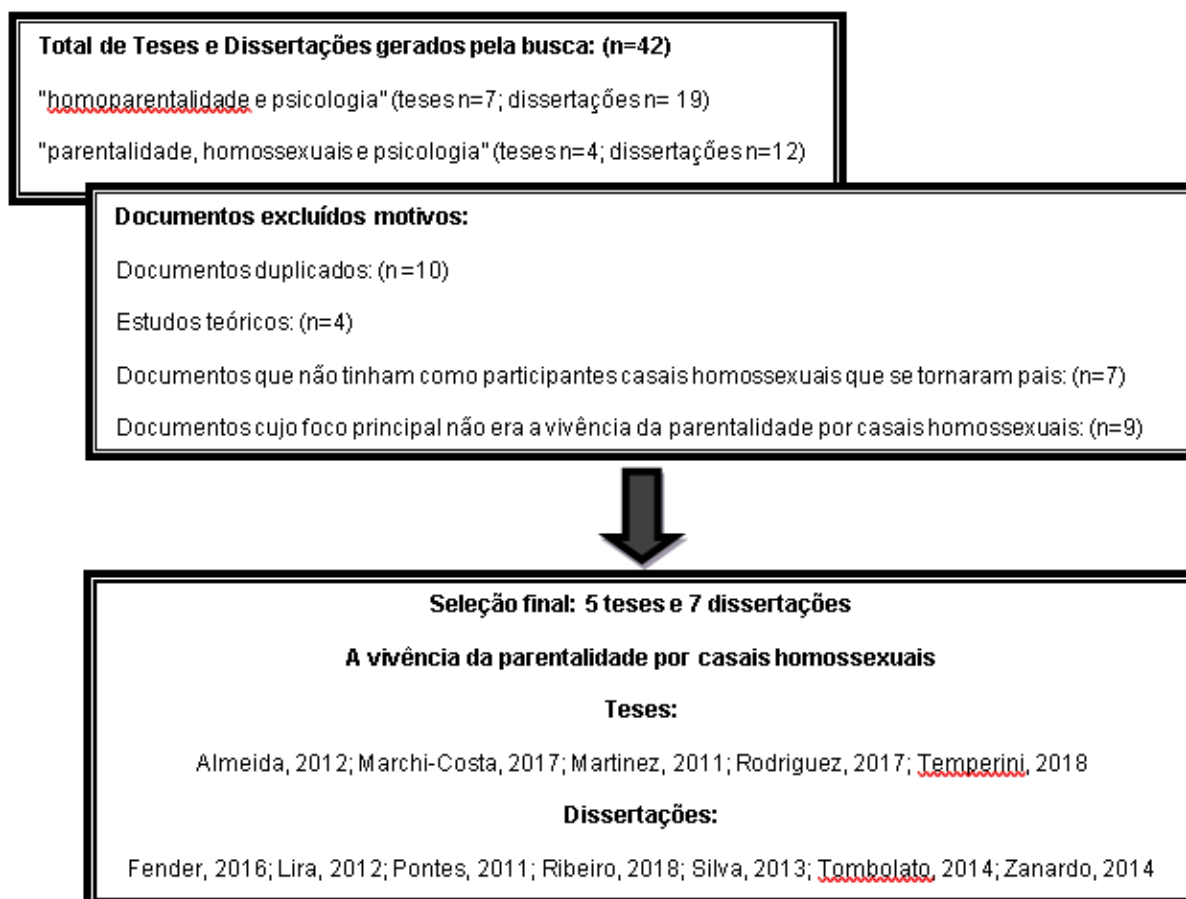 Total de Teses e Dissertações gerados pela busca: (n=42)
"homoparentalidade e psicologia" (teses n=7; dissertações n= 19)
"parentalidade, homossexuais e psicologia" (teses n=4; dissertações n=12)
Documentos excluídos motivos:
Documentos duplicados: (n=10)
Estudos teóricos: (n=4)
Documentos que não tinham como participantes casais homossexuais que se tornaram pais: (n=7)
Documentos cujo foco principal não era a vivência da parentalidade por casais homossexuais: (n=9)
Seleção final: 5 teses e 7 dissertações
A vivência da parentalidade por casais homossexuais
Teses:
Almeida, 2012; Marchi-Costa, 2017; Martinez, 2011; Rodriguez, 2017; Temperini, 2018
Dissertações:
Fender, 2016; Lira, 2012; Pontes, 2011; Ribeiro, 2018; Silva, 2013; Tombolato, 2014; Zanardo, 2014